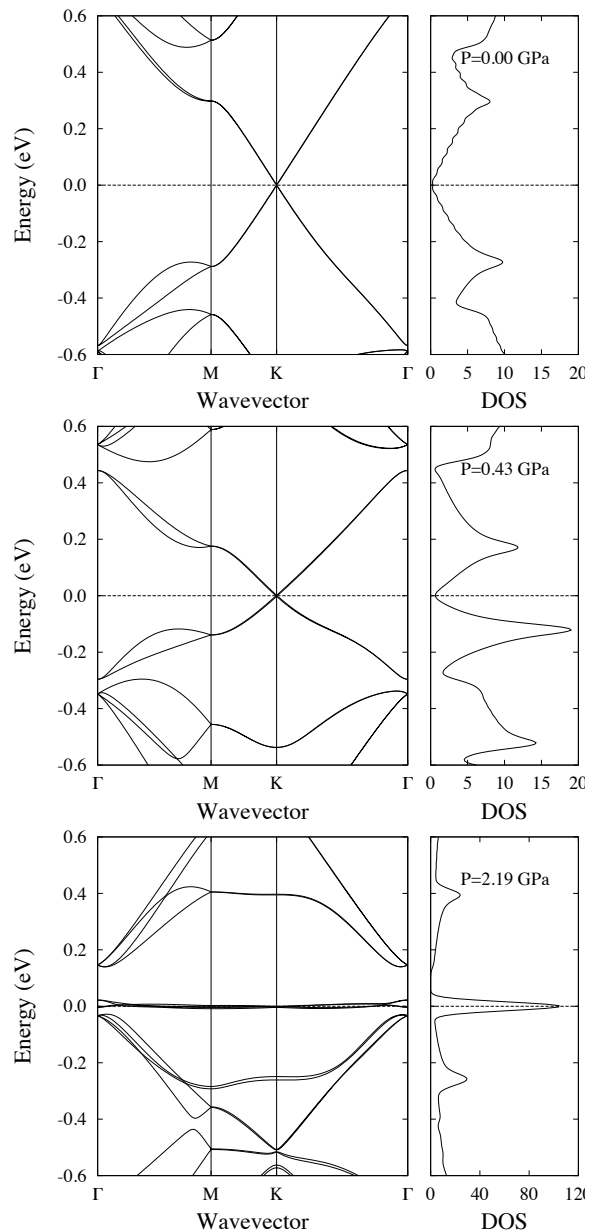 0.6
0.4
0.2
0.0
-0.2
-0.4
-0.6
Energy (eV)
Γ M K Γ
Wavevector
P=0.00 GPa
0 5 10 15 20
DOS
0.6
0.4
0.2
0.0
-0.2
-0.4
-0.6
Energy (eV)
Γ M K Γ
Wavevector
P=0.43 GPa
0 5 10 15 20
DOS
0.6
0.4
0.2
0.0
-0.2
-0.4
-0.6
Energy (eV)
Γ M K Γ
Wavevector
P=2.19 GPa
0 40 80 120
DOS